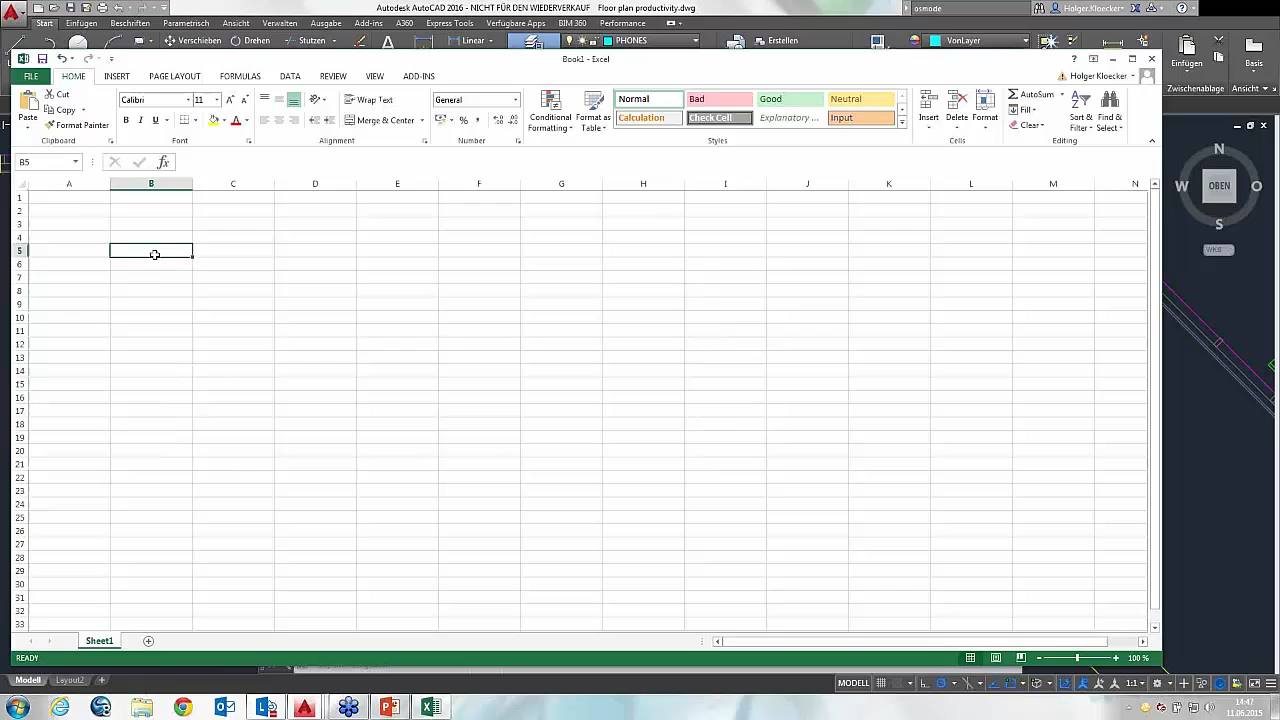 Autodesk AutoCAD 2016 - NICHT FÜR DEN WIEDERVERKAUF Floor plan productivity.dwg
osmode
Holger.Kloecker...
Start Einfügen Beschriften Parametrisch Ansicht Verwalten Ausgabe Add-ins A360 Express Tools Verfügbare Apps BIM 360 Performance
Verschieben Drehen Stutzen Linear PHONES Erstellen VonLayer
Einfügen Basis
Zwischenablage Ansicht
Book1 - Excel
FILE HOME INSERT PAGE LAYOUT FORMULAS DATA REVIEW VIEW ADD-INS
Holger Kloecker
Paste
Cut
Copy
Format Painter
Clipboard
Calibri 11
B I U A
Font
Wrap Text
Merge & Center
Alignment
General
% ,
Number
Conditional Formatting
Format as Table
Normal Bad Good Neutral
Calculation Check Cell Explanatory ... Input
Styles
Insert Delete Format
Cells
AutoSum
Fill
Clear
Sort & Filter
Find & Select
Editing
B5 fx
A B C D E F G H I J K L M N
1
2
3
4
5
6
7
8
9
10
11
12
13
14
15
16
17
18
19
20
21
22
23
24
25
26
27
28
29
30
31
32
33
N
W OBEN O
S
WKS
Sheet1
READY 100 %
Modell Layout2
MODELL 1:1
14:47
11.06.2015